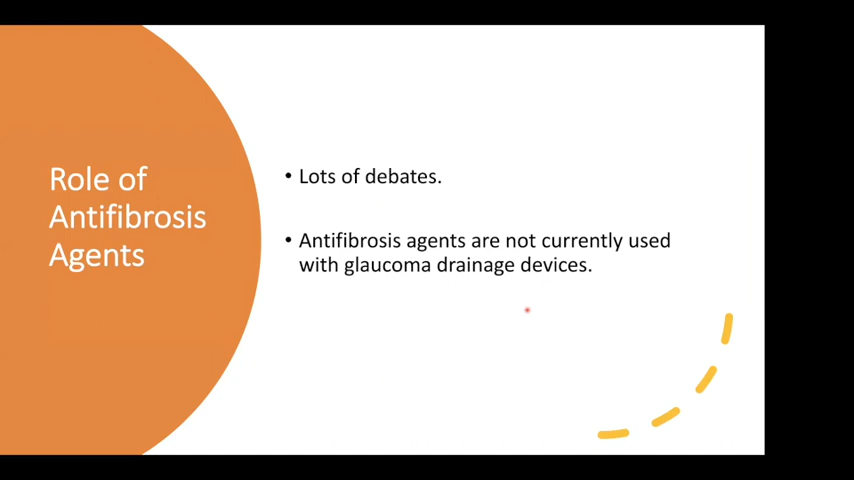 Role of
Antifibrosis
Agents
• Lots of debates.
• Antifibrosis agents are not currently used
with glaucoma drainage devices.